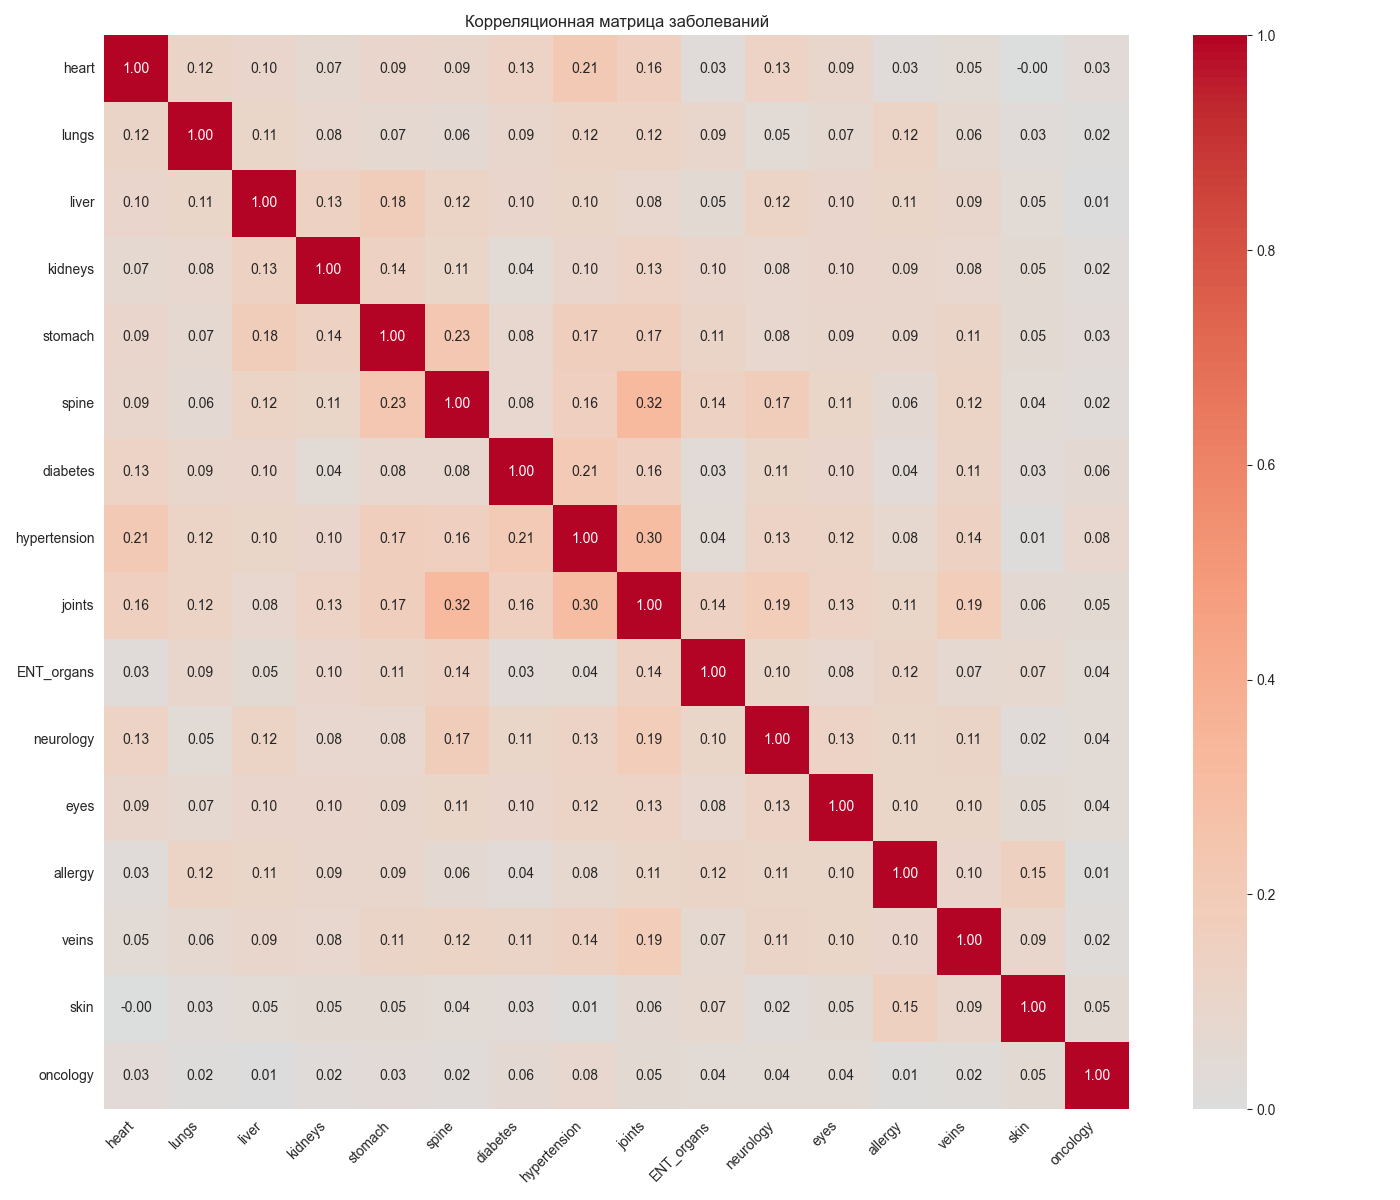 Корреляционная матрица заболеваний
heart 1.00 0.12 0.10 0.07 0.09 0.09 0.13 0.21 0.16 0.03 0.13 0.09 0.03 0.05 -0.00 0.03
lungs 0.12 1.00 0.11 0.08 0.07 0.06 0.09 0.12 0.12 0.09 0.05 0.07 0.12 0.06 0.03 0.02
liver 0.10 0.11 1.00 0.13 0.18 0.12 0.10 0.10 0.08 0.05 0.12 0.10 0.11 0.09 0.05 0.01
kidneys 0.07 0.08 0.13 1.00 0.14 0.11 0.04 0.10 0.13 0.10 0.08 0.10 0.09 0.08 0.05 0.02
stomach 0.09 0.07 0.18 0.14 1.00 0.23 0.08 0.17 0.17 0.11 0.08 0.09 0.09 0.11 0.05 0.03
spine 0.09 0.06 0.12 0.11 0.23 1.00 0.08 0.16 0.32 0.14 0.17 0.11 0.06 0.12 0.04 0.02
diabetes 0.13 0.09 0.10 0.04 0.08 0.08 1.00 0.21 0.16 0.03 0.11 0.10 0.04 0.11 0.03 0.06
hypertension 0.21 0.12 0.10 0.10 0.17 0.16 0.21 1.00 0.30 0.04 0.13 0.12 0.08 0.14 0.01 0.08
joints 0.16 0.12 0.08 0.13 0.17 0.32 0.16 0.30 1.00 0.14 0.19 0.13 0.11 0.19 0.06 0.05
ENT_organs 0.03 0.09 0.05 0.10 0.11 0.14 0.03 0.04 0.14 1.00 0.10 0.08 0.12 0.07 0.07 0.04
neurology 0.13 0.05 0.12 0.08 0.08 0.17 0.11 0.13 0.19 0.10 1.00 0.13 0.11 0.11 0.02 0.04
eyes 0.09 0.07 0.10 0.10 0.09 0.11 0.10 0.12 0.13 0.08 0.13 1.00 0.10 0.10 0.05 0.04
allergy 0.03 0.12 0.11 0.09 0.09 0.06 0.04 0.08 0.11 0.12 0.11 0.10 1.00 0.10 0.15 0.01
veins 0.05 0.06 0.09 0.08 0.11 0.12 0.11 0.14 0.19 0.07 0.11 0.10 0.10 1.00 0.09 0.02
skin -0.00 0.03 0.05 0.05 0.05 0.04 0.03 0.01 0.06 0.07 0.02 0.05 0.15 0.09 1.00 0.05
oncology 0.03 0.02 0.01 0.02 0.03 0.02 0.06 0.08 0.05 0.04 0.04 0.04 0.01 0.02 0.05 1.00
heart lungs liver kidneys stomach spine diabetes hypertension joints ENT_organs neurology eyes allergy veins skin oncology
1.0
0.8
0.6
0.4
0.2
0.0